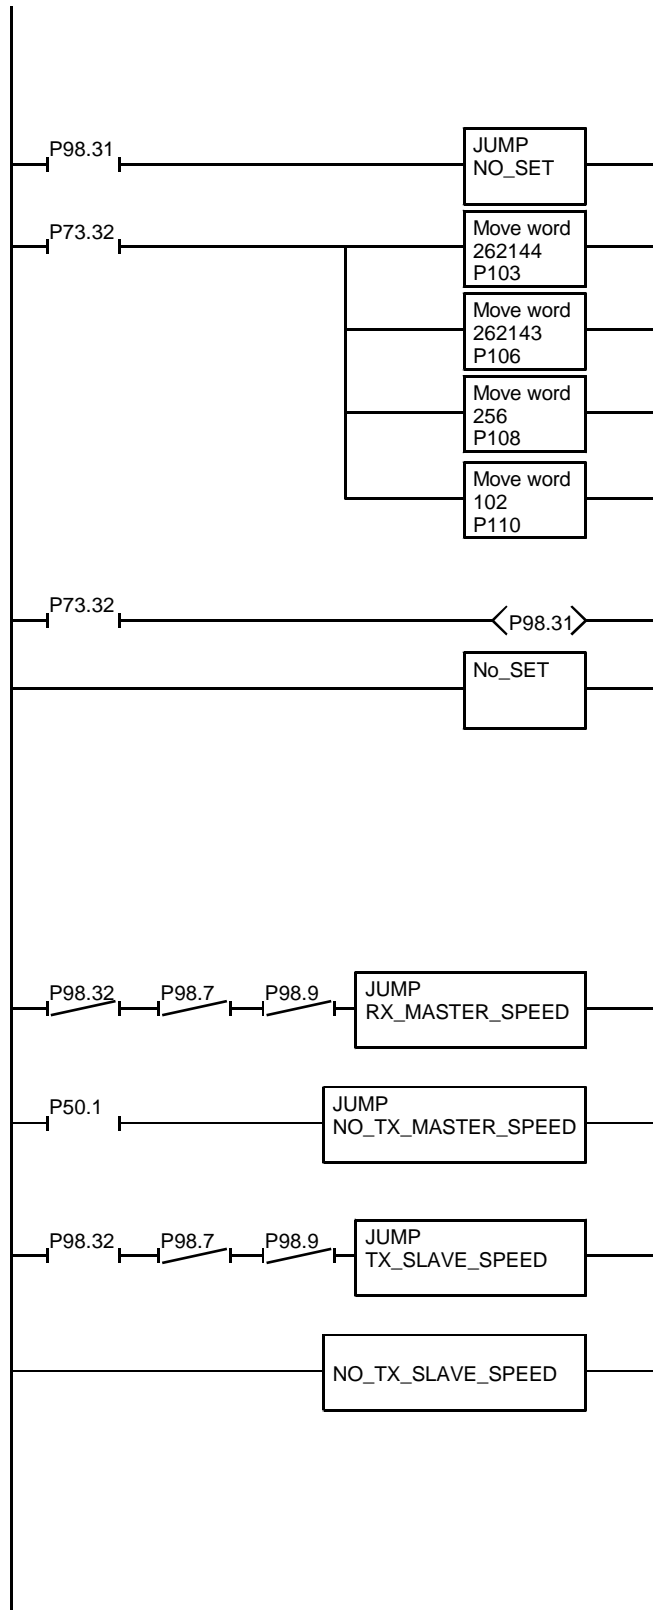 P98.31
JUMP
NO_SET
P73.32
Move word
262144
P103
Move word
262143
P106
Move word
256
P108
Move word
102
P110
P73.32
P98.31
No_SET
P98.32 P98.7 P98.9
JUMP
RX_MASTER_SPEED
P50.1
JUMP
NO_TX_MASTER_SPEED
P98.32 P98.7 P98.9
JUMP
TX_SLAVE_SPEED
NO_TX_SLAVE_SPEED